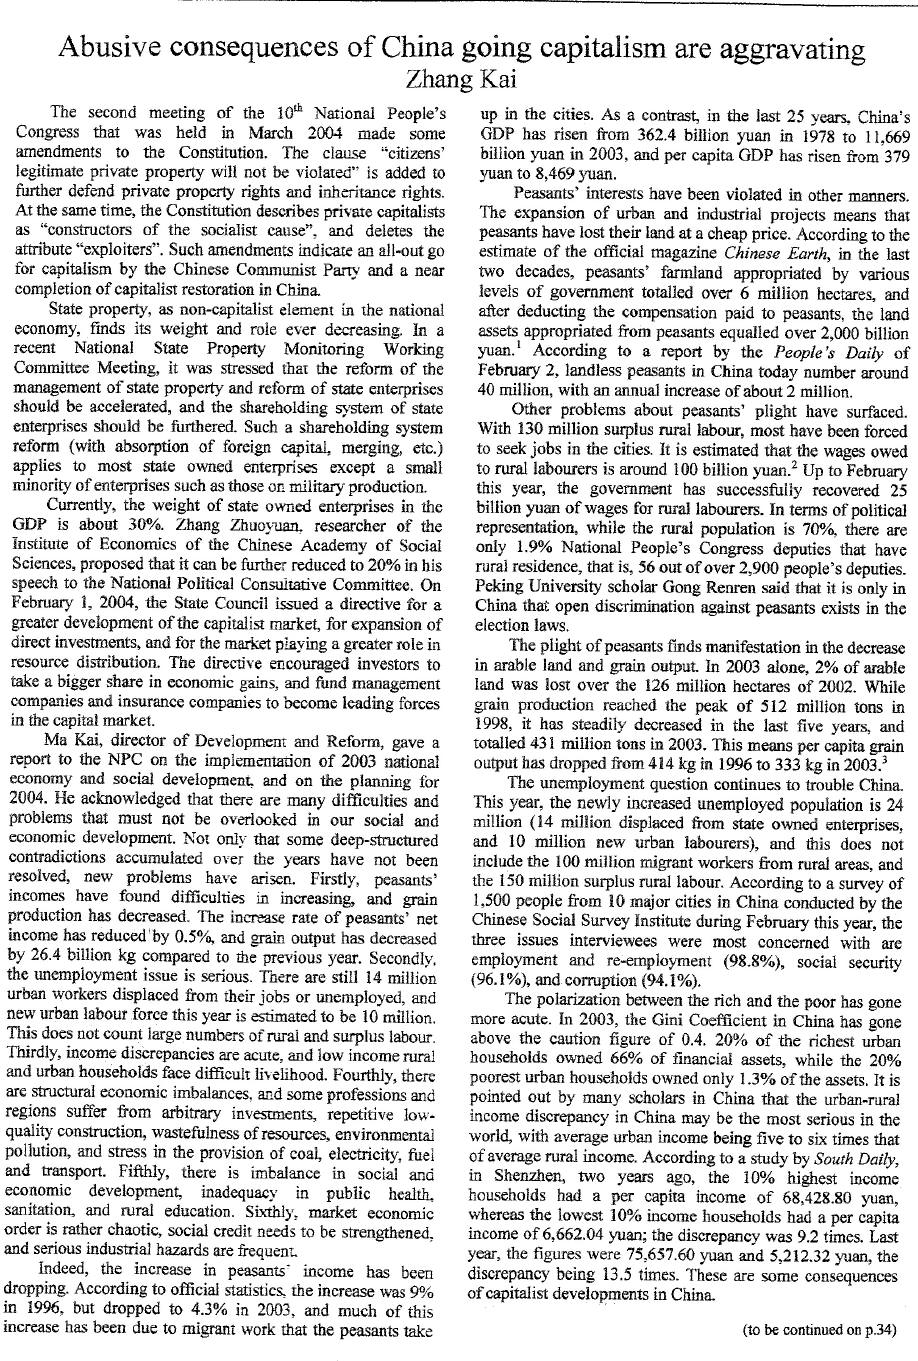 Abusive consequences of China going capitalism are aggravating
Zhang Kai
The second meeting of the 10th National People's
Congress that was held in March 2004 made some
amendments to the Constitution. The clause "citizens'
legitimate private property will not be violated" is added to
further defend private property rights and inheritance rights.
At the same time, the Constitution describes private capitalists
as "constructors of the socialist cause", and deletes the
attribute "exploiters". Such amendments indicate an all-out go
for capitalism by the Chinese Communist Party and a near
completion of capitalist restoration in China.
State property, as non-capitalist element in the national
economy, finds its weight and role ever decreasing. In a
recent National State Property Monitoring Working
Committee Meeting, it was stressed that the reform of the
management of state property and reform of state enterprises
should be accelerated, and the shareholding system of state
enterprises should be furthered. Such a shareholding system
reform (with absorption of foreign capital, merging, etc.)
applies to most state owned enterprises except a small
minority of enterprises such as those on military production.
Currently, the weight of state owned enterprises in the
GDP is about 30%. Zhang Zhuoyuan, researcher of the
Institute of Economics of the Chinese Academy of Social
Sciences, proposed that it can be further reduced to 20% in his
speech to the National Political Consultative Committee. On
February 1, 2004, the State Council issued a directive for a
greater development of the capitalist market, for expansion of
direct investments, and for the market playing a greater role in
resource distribution. The directive encouraged investors to
take a bigger share in economic gains, and fund management
companies and insurance companies to become leading forces
in the capital market.
Ma Kai, director of Development and Reform, gave a
report to the NPC on the implementation of 2003 national
economy and social development, and on the planning for
2004. He acknowledged that there are many difficulties and
problems that must not be overlooked in our social and
economic development. Not only that some deep-structured
contradictions accumulated over the years have not been
resolved, new problems have arisen. Firstly, peasants'
incomes have found difficulties in increasing, and grain
production has decreased. The increase rate of peasants' net
income has reduced by 0.5%, and grain output has decreased
by 26.4 billion kg compared to the previous year. Secondly,
the unemployment issue is serious. There are still 14 million
urban workers displaced from their jobs or unemployed, and
new urban labour force this year is estimated to be 10 million.
This does not count large numbers of rural and surplus labour.
Thirdly, income discrepancies are acute, and low income rural
and urban households face difficult livelihood. Fourthly, there
are structural economic imbalances, and some professions and
regions suffer from arbitrary investments, repetitive low-
quality construction, wastefulness of resources, environmental
pollution, and stress in the provision of coal, electricity, fuel
and transport. Fifthly, there is imbalance in social and
economic development, inadequacy in public health,
sanitation, and rural education. Sixthly, market economic
order is rather chaotic, social credit needs to be strengthened,
and serious industrial hazards are frequent.
Indeed, the increase in peasants' income has been
dropping. According to official statistics, the increase was 9%
in 1996, but dropped to 4.3% in 2003, and much of this
increase has been due to migrant work that the peasants take
up in the cities. As a contrast, in the last 25 years, China's
GDP has risen from 362.4 billion yuan in 1978 to 11,669
billion yuan in 2003, and per capita GDP has risen from 379
yuan to 8,469 yuan.
Peasants' interests have been violated in other manners.
The expansion of urban and industrial projects means that
peasants have lost their land at a cheap price. According to the
estimate of the official magazine Chinese Earth, in the last
two decades, peasants' farmland appropriated by various
levels of government totalled over 6 million hectares, and
after deducting the compensation paid to peasants, the land
assets appropriated from peasants equalled over 2,000 billion
yuan.1 According to a report by the People's Daily of
February 2, landless peasants in China today number around
40 million, with an annual increase of about 2 million.
Other problems about peasants' plight have surfaced.
With 130 million surplus rural labour, most have been forced
to seek jobs in the cities. It is estimated that the wages owed
to rural labourers is around 100 billion yuan.2 Up to February
this year, the government has successfully recovered 25
billion yuan of wages for rural labourers. In terms of political
representation, while the rural population is 70%, there are
only 1.9% National People's Congress deputies that have
rural residence, that is, 56 out of over 2,900 people's deputies.
Peking University scholar Gong Renren said that it is only in
China that open discrimination against peasants exists in the
election laws.
The plight of peasants finds manifestation in the decrease
in arable land and grain output. In 2003 alone, 2% of arable
land was lost over the 126 million hectares of 2002. While
grain production reached the peak of 512 million tons in
1998, it has steadily decreased in the last five years, and
totalled 431 million tons in 2003. This means per capita grain
output has dropped from 414 kg in 1996 to 333 kg in 2003.3
The unemployment question continues to trouble China.
This year, the newly increased unemployed population is 24
million (14 million displaced from state owned enterprises,
and 10 million new urban labourers), and this does not
include the 100 million migrant workers from rural areas, and
the 150 million surplus rural labour. According to a survey of
1,500 people from 10 major cities in China conducted by the
Chinese Social Survey Institute during February this year, the
three issues interviewees were most concerned with are
employment and re-employment (98.8%), social security
(96.1%), and corruption (94.1%).
The polarization between the rich and the poor has gone
more acute. In 2003, the Gini Coefficient in China has gone
above the caution figure of 0.4. 20% of the richest urban
households owned 66% of financial assets, while the 20%
poorest urban households owned only 1.3% of the assets. It is
pointed out by many scholars in China that the urban-rural
income discrepancy in China may be the most serious in the
world, with average urban income being five to six times that
of average rural income. According to a study by South Daily,
in Shenzhen, two years ago, the 10% highest income
households had a per capita income of 68,428.80 yuan,
whereas the lowest 10% income households had a per capita
income of 6,662.04 yuan; the discrepancy was 9.2 times. Last
year, the figures were 75,657.60 yuan and 5,212.32 yuan, the
discrepancy being 13.5 times. These are some consequences
of capitalist developments in China.
(to be continued on p.34)